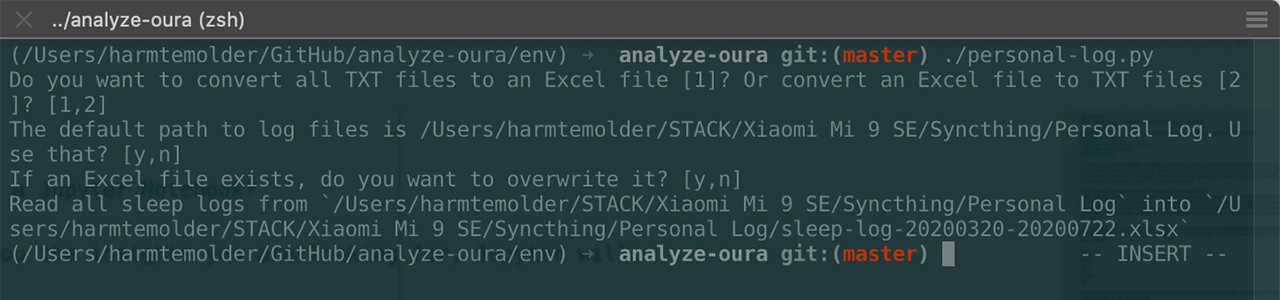 ../analyze-oura (zsh)
(/Users/harmtemolder/GitHub/analyze-oura/env) → analyze-oura git:(master) ./personal-log.py
Do you want to convert all TXT files to an Excel file [1]? Or convert an Excel file to TXT files [2
]? [1,2]
The default path to log files is /Users/harmtemolder/STACK/Xiaomi Mi 9 SE/Syncthing/Personal Log. U
se that? [y,n]
If an Excel file exists, do you want to overwrite it? [y,n]
Read all sleep logs from `/Users/harmtemolder/STACK/Xiaomi Mi 9 SE/Syncthing/Personal Log` into `/U
sers/harmtemolder/STACK/Xiaomi Mi 9 SE/Syncthing/Personal Log/sleep-log-20200320-20200722.xlsx`
(/Users/harmtemolder/GitHub/analyze-oura/env) → analyze-oura git:(master) -- INSERT --